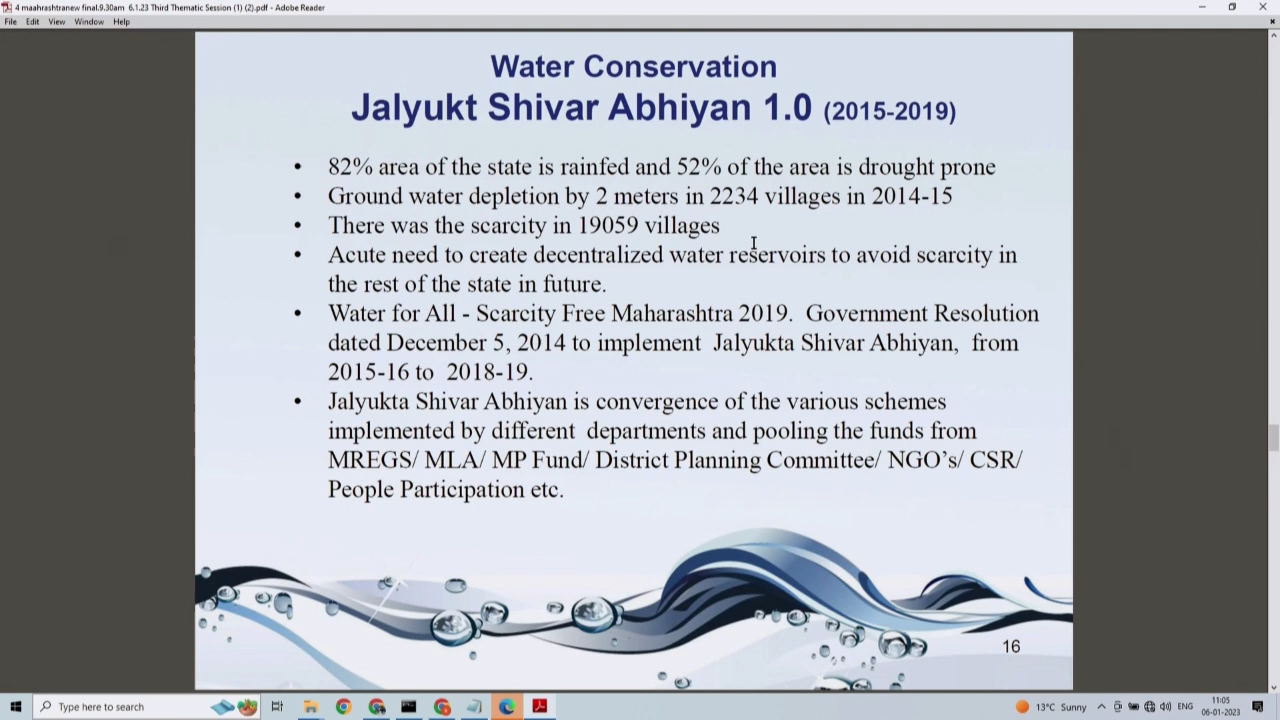 4 maahrashtranew final.9.30am 6.1.23 Third Thematic Session (1) (2).pdf - Adobe Reader
File Edit View Window Help
Water Conservation
Jalyukt Shivar Abhiyan 1.0 (2015-2019)
• 82% area of the state is rainfed and 52% of the area is drought prone
• Ground water depletion by 2 meters in 2234 villages in 2014-15
• There was the scarcity in 19059 villages
• Acute need to create decentralized water reservoirs to avoid scarcity in
the rest of the state in future.
• Water for All - Scarcity Free Maharashtra 2019. Government Resolution
dated December 5, 2014 to implement Jalyukta Shivar Abhiyan, from
2015-16 to 2018-19.
• Jalyukta Shivar Abhiyan is convergence of the various schemes
implemented by different departments and pooling the funds from
MREGS/ MLA/ MP Fund/ District Planning Committee/ NGO’s/ CSR/
People Participation etc.
16
Type here to search
13°C Sunny
ENG
11:05
06-01-2023